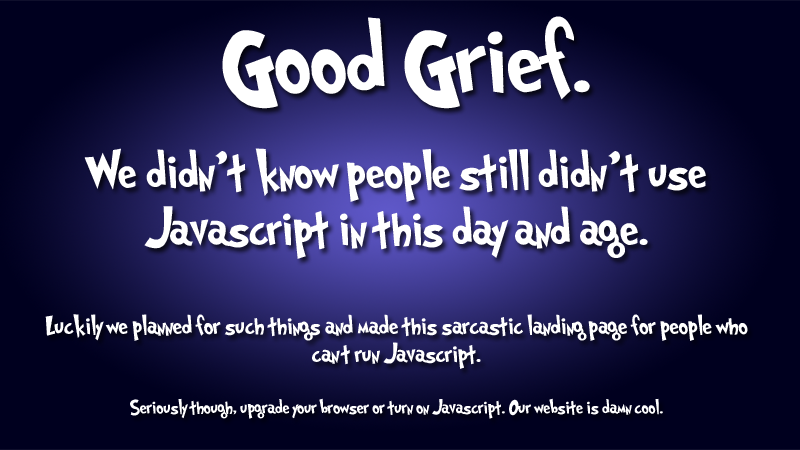 Good Grief.
We didn't know people still didn't use
Javascript in this day and age.
Luckily we planned for such things and made this sarcastic landing page for people who
cant run Javascript.
Seriously though, upgrade your browser or turn on Javascript. Our website is damn cool.